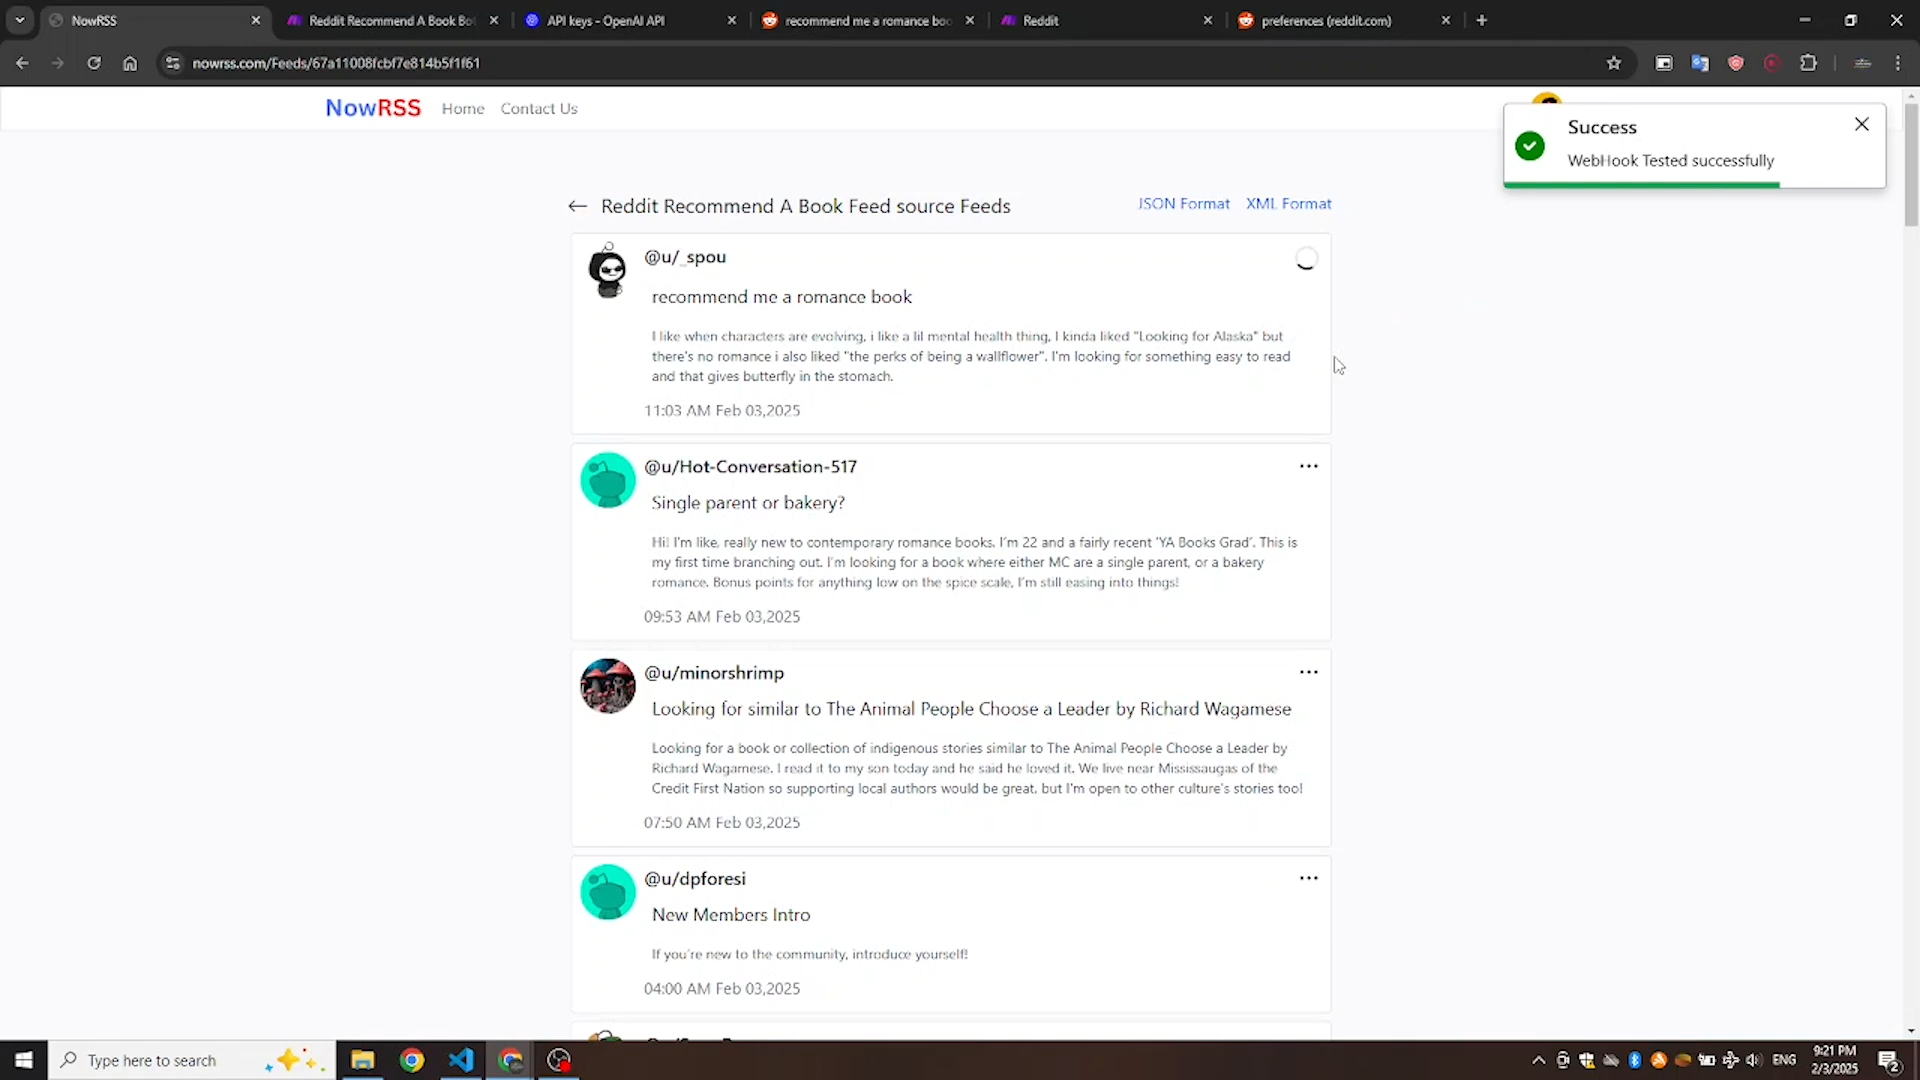 NowRSS
Reddit Recommend A Book Bo
API keys - OpenAI API
recommend me a romance boo
Reddit
preferences (reddit.com)
nowrss.com/Feeds/67a11008fcbf7e814b5f1f61
NowRSS
Home
Contact Us
Success
WebHook Tested successfully
Reddit Recommend A Book Feed source Feeds
JSON Format
XML Format
@u/_spou
recommend me a romance book
I like when characters are evolving, i like a lil mental health thing, I kinda liked "Looking for Alaska" but
there's no romance i also liked "the perks of being a wallflower". I'm looking for something easy to read
and that gives butterfly in the stomach.
11:03 AM Feb 03,2025
@u/Hot-Conversation-517
Single parent or bakery?
Hi! I'm like, really new to contemporary romance books. I'm 22 and a fairly recent 'YA Books Grad'. This is
my first time branching out. I'm looking for a book where either MC are a single parent, or a bakery
romance. Bonus points for anything low on the spice scale, I'm still easing into things!
09:53 AM Feb 03,2025
@u/minorshrimp
Looking for similar to The Animal People Choose a Leader by Richard Wagamese
Looking for a book or collection of indigenous stories similar to The Animal People Choose a Leader by
Richard Wagamese. I read it to my son today and he said he loved it. We live near Mississaugas of the
Credit First Nation so supporting local authors would be great, but I'm open to other culture's stories too!
07:50 AM Feb 03,2025
@u/dpforesi
New Members Intro
If you're new to the community, introduce yourself!
04:00 AM Feb 03,2025
Type here to search
ENG
9:21 PM
2/3/2025
2